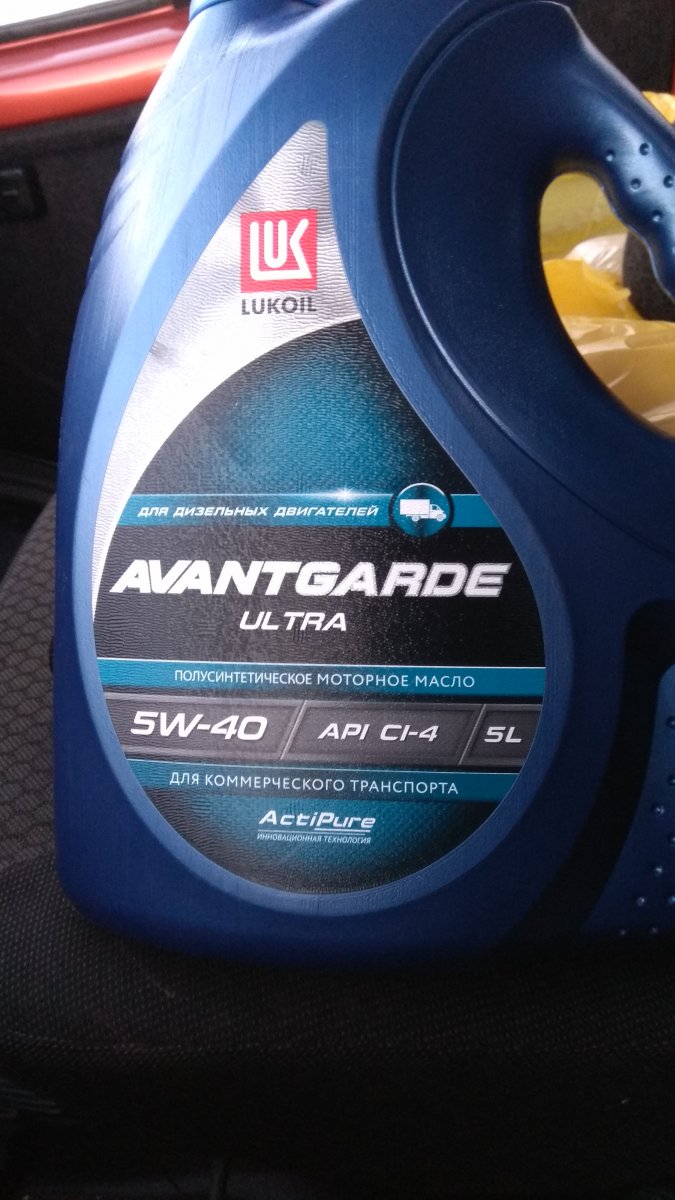 LUK
LUKOIL
ДЛЯ ДИЗЕЛЬНЫХ ДВИГАТЕЛЕЙ
AVANTGARDE
ULTRA
ПОЛУСИНТЕТИЧЕСКОЕ МОТОРНОЕ МАСЛО
5W-40 API CI-4 5L
ДЛЯ КОММЕРЧЕСКОГО ТРАНСПОРТА
ActiPure
ИННОВАЦИОННАЯ ТЕХНОЛОГИЯ